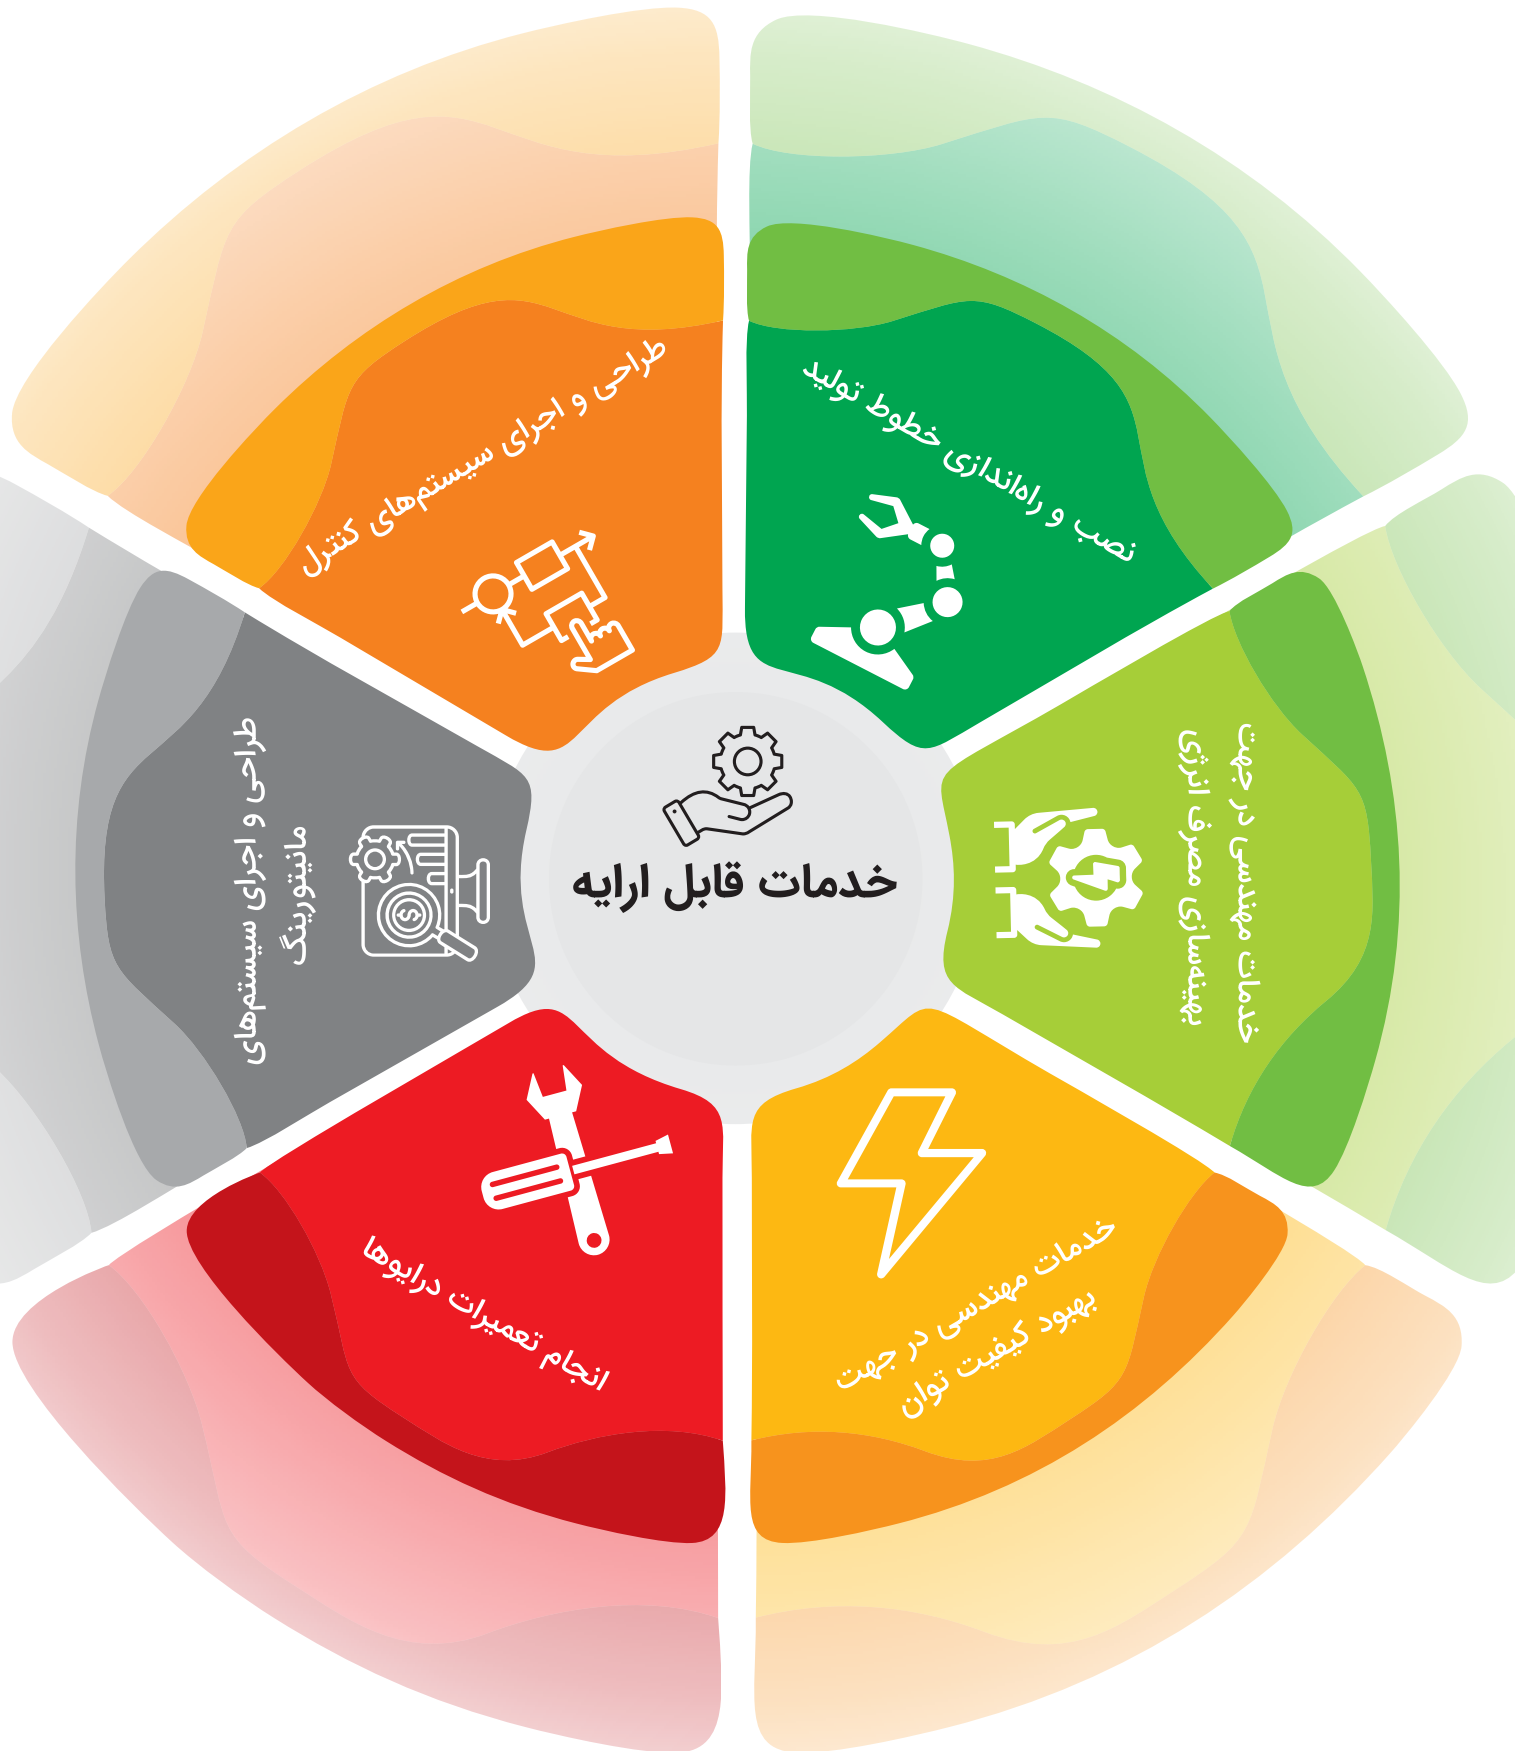 خدمات قابل ارایه
نصب و راه‌اندازی خطوط تولید
خدمات مهندسی در جهت
بهینه‌سازی مصرف انرژی
خدمات مهندسی در جهت
بهبود کیفیت توان
انجام تعمیرات درایوها
طراحی و اجرای سیستم‌های
مانیتورینگ
طراحی و اجرای سیستم‌های کنترل